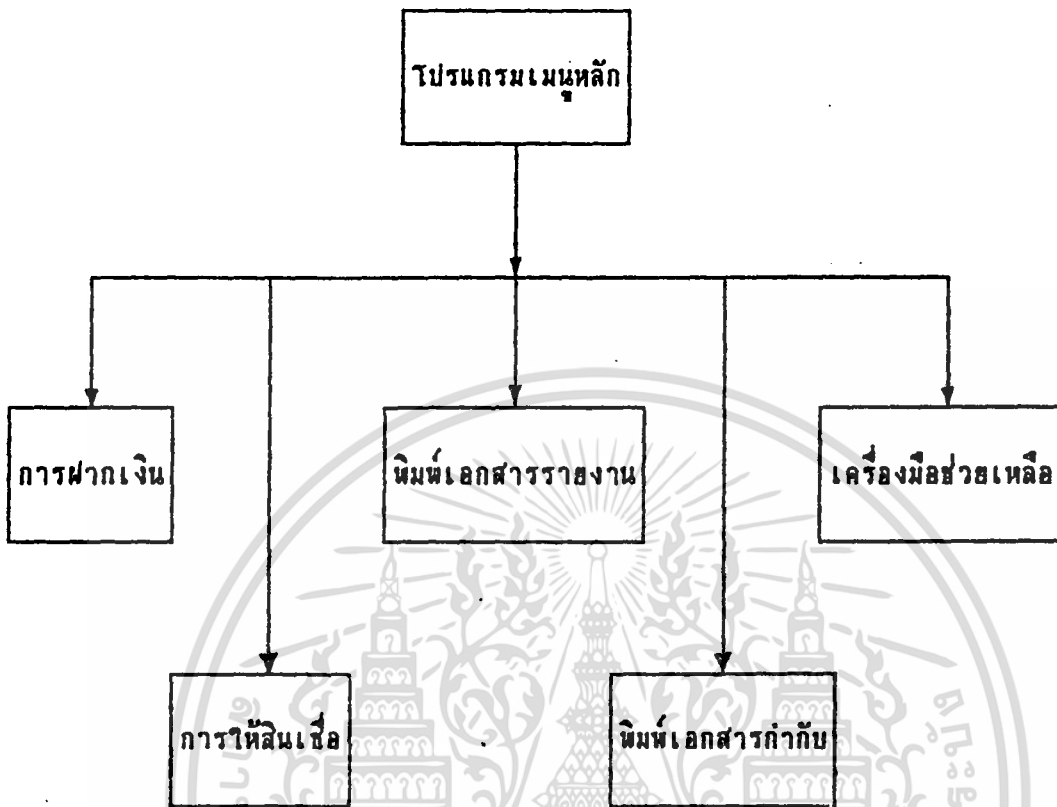 โปรแกรมเมนูหลัก
การฝากเงิน
พิมพ์เอกสารรายงาน
เครื่องมือช่วยเหลือ
การให้สินเชื่อ
พิมพ์เอกสารกำกับ